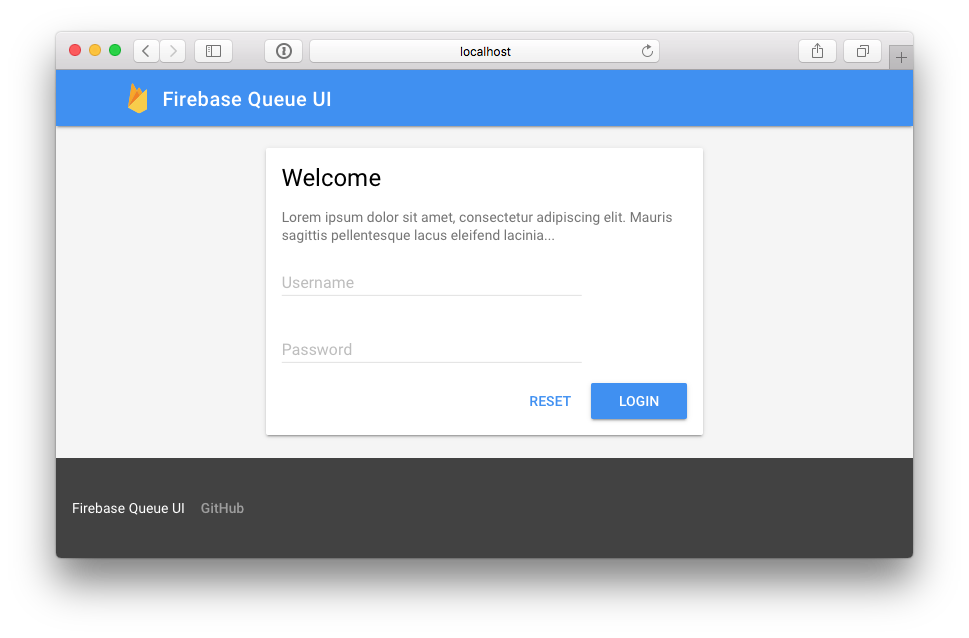 localhost
Firebase Queue UI
Welcome
Lorem ipsum dolor sit amet, consectetur adipiscing elit. Mauris
sagittis pellentesque lacus eleifend lacinia...
Username
Password
RESET LOGIN
Firebase Queue UI GitHub